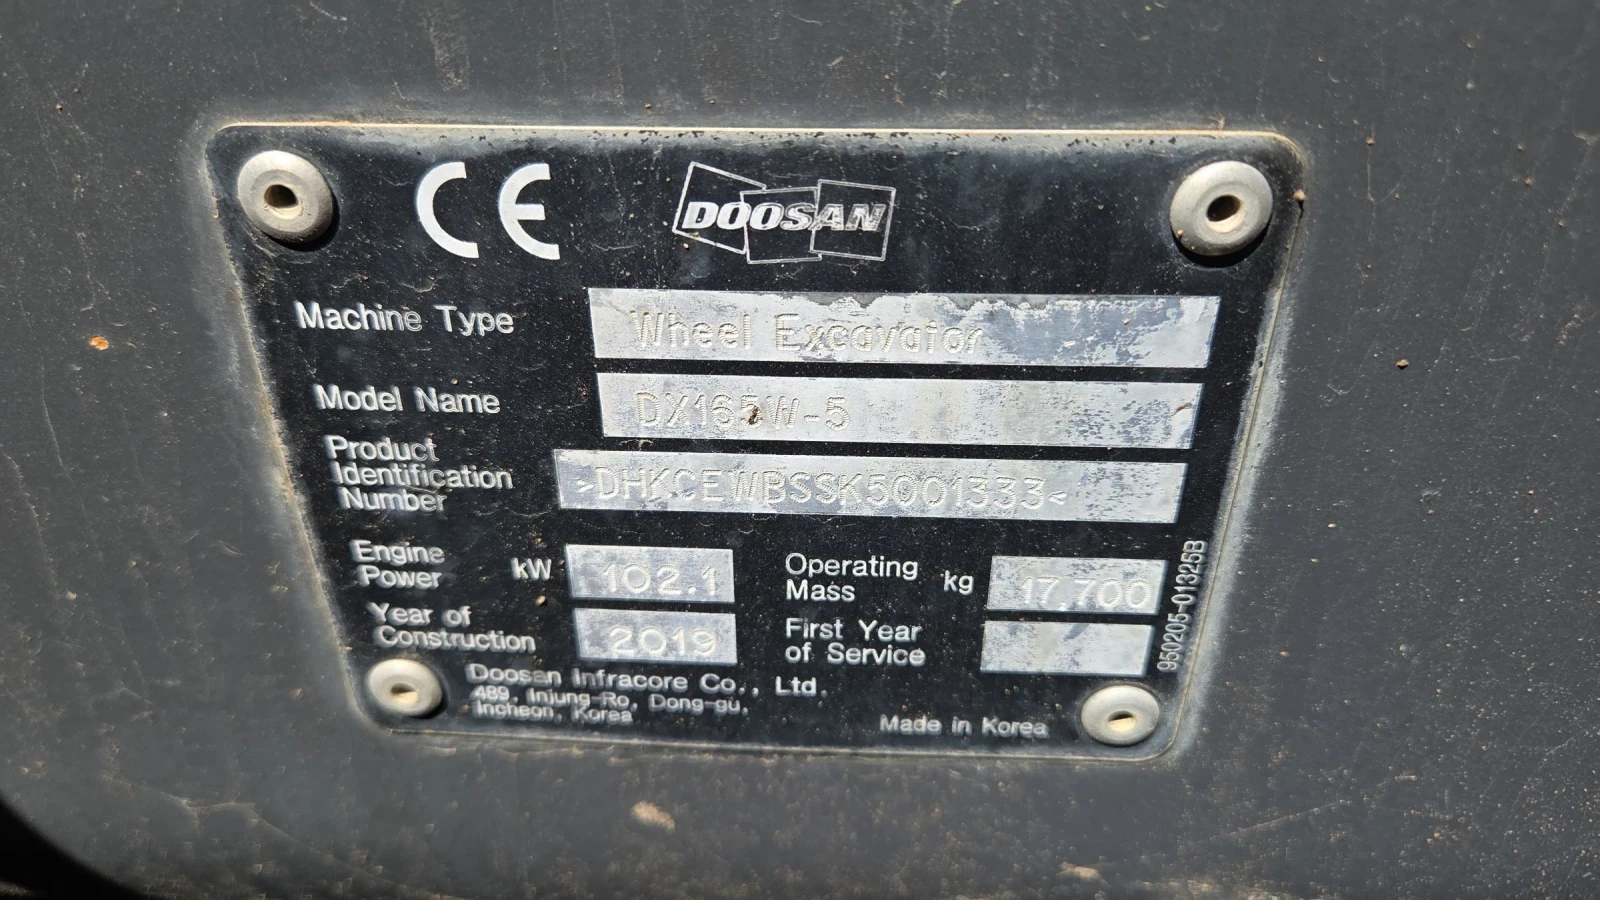 CE
DOOSAN
Machine Type Wheel Excavator
Model Name DX165W-5
Product
Identification
Number >DHKCEWBSSK5001333<
Engine
Power kW 102.1
Operating
Mass kg 17,700
Year of
Construction 2019
First Year
of Service
Doosan Infracore Co., Ltd.
489, Injung-Ro, Dong-gu,
Incheon, Korea
Made in Korea
950205-01325B